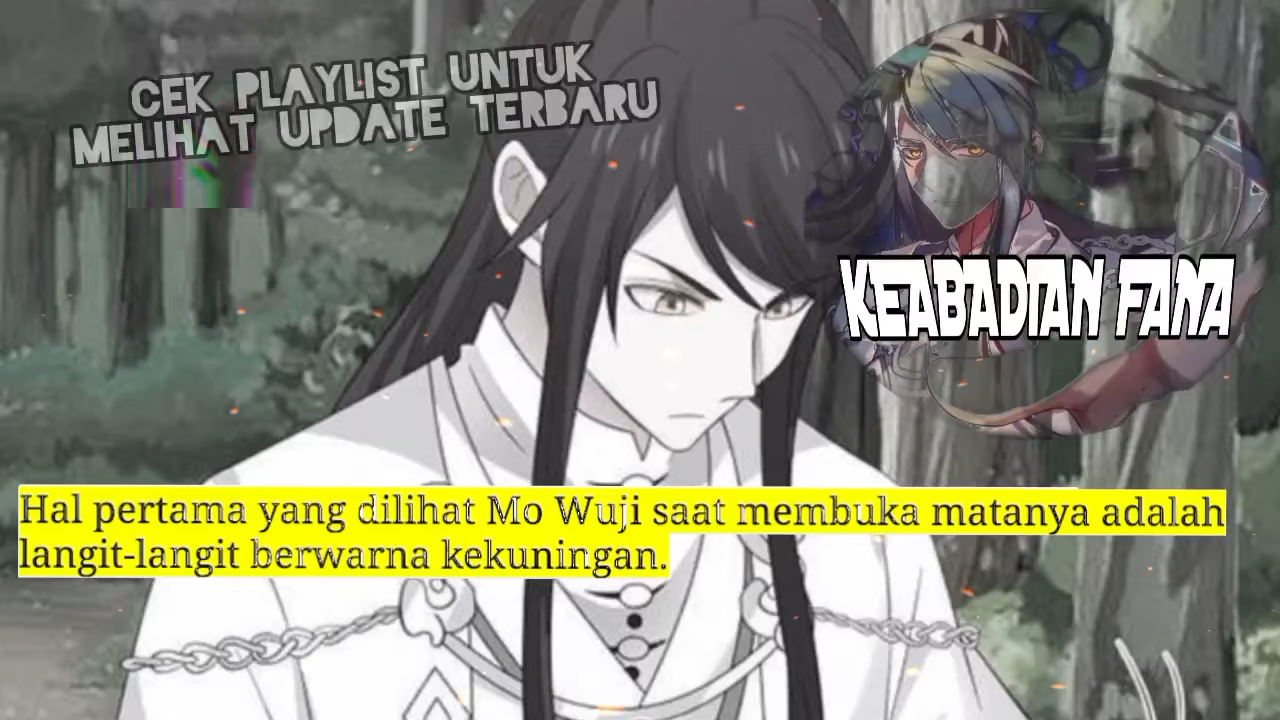 CEK PLAYLIST UNTUK
MELIHAT UPDATE TERBARU
KEABADIAN FANA
Hal pertama yang dilihat Mo Wuji saat membuka matanya adalah
langit-langit berwarna kekuningan.